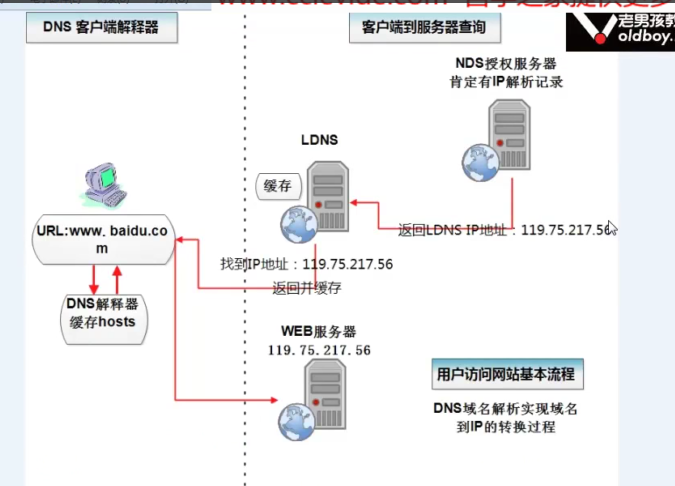 DNS 客户端解释器
客户端到服务器查询
老男孩教
oldboy.
NDS授权服务器
肯定有IP解析记录
LDNS
缓存
URL:www.baidu.co
m
返回LDNS IP地址：119.75.217.56
找到IP地址：119.75.217.56
返回并缓存
DNS解释器
缓存hosts
WEB服务器
119.75.217.56
用户访问网站基本流程
DNS域名解析实现域名
到IP的转换过程